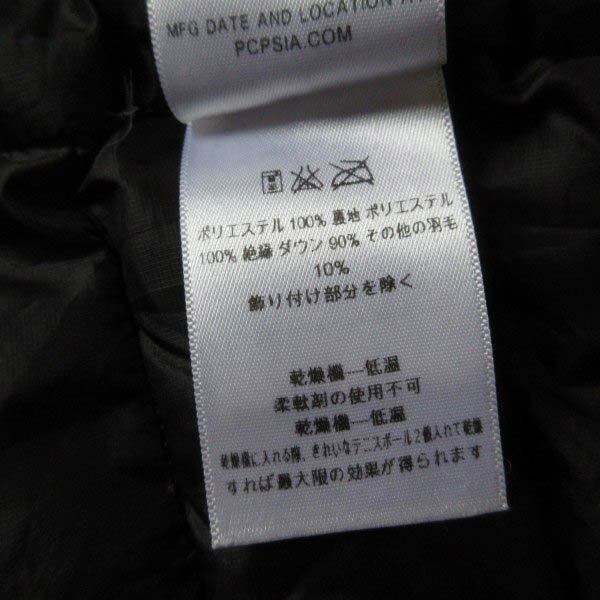 MFG DATE AND LOCATION AT
PCPSIA.COM
ポリエステル 100% 裏地 ポリエステル
100% 絶縁 ダウン 90% その他の羽毛
10%
飾り付け部分を除く
乾燥機—低温
柔軟剤の使用不可
乾燥機—低温
乾燥機に入れる際、きれいなテニスボール2個入れて乾燥
すれば最大限の効果が得られます